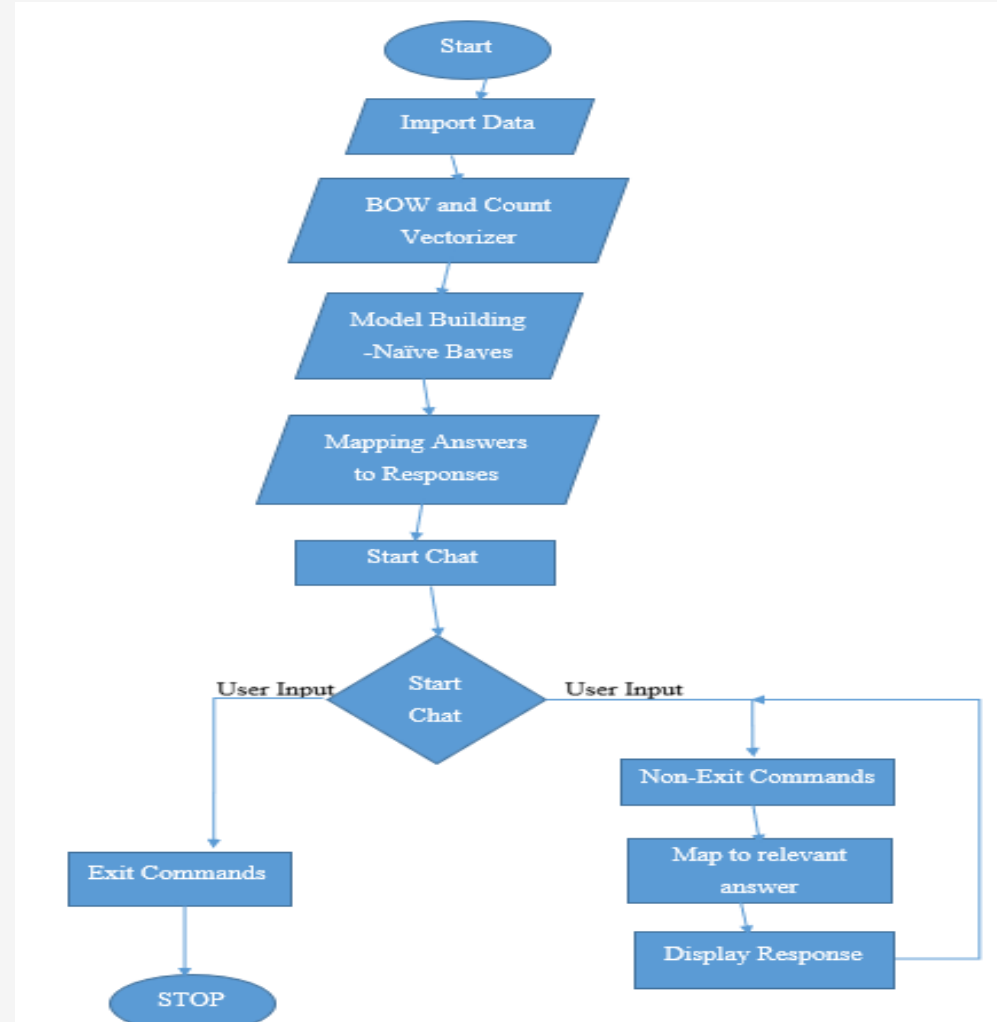 Start
Import Data
BOW and Count
Vectorizer
Model Building
-Naïve Bayes
Mapping Answers
to Responses
Start Chat
Start
Chat
User Input
User Input
Non-Exit Commands
Map to relevant
answer
Display Response
Exit Commands
STOP